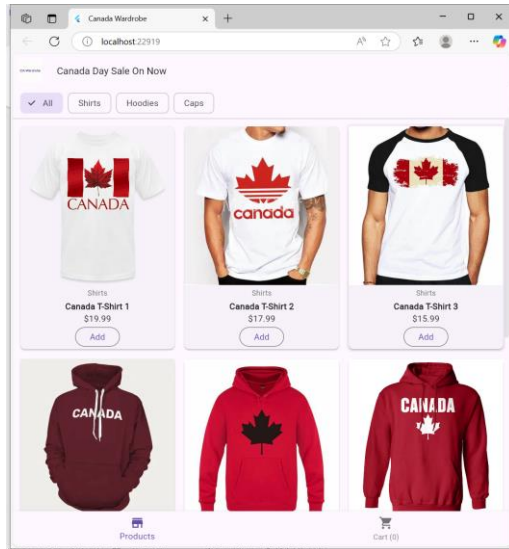 Canada Wardrobe
localhost:22919
Canada Day Sale On Now
All Shirts Hoodies Caps
CANADA
canada
Shirts Shirts Shirts
Canada T-Shirt 1 Canada T-Shirt 2 Canada T-Shirt 3
$19.99 $17.99 $15.99
Add Add Add
CANADA CANADA
Products Cart (0)